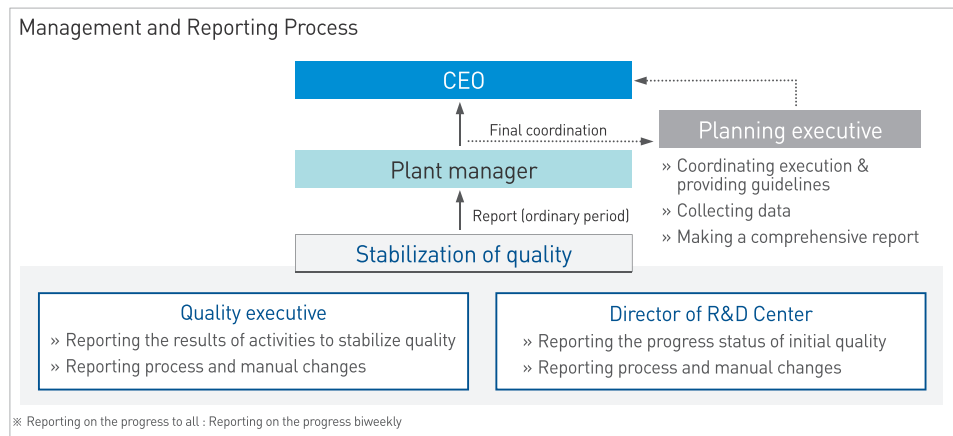 Management and Reporting Process
CEO
Final coordination
Planning executive
Plant manager
» Coordinating execution &
providing guidelines
» Collecting data
» Making a comprehensive report
Report (ordinary period)
Stabilization of quality
Quality executive
» Reporting the results of activities to stabilize quality
» Reporting process and manual changes
Director of R&D Center
» Reporting the progress status of initial quality
» Reporting process and manual changes
※ Reporting on the progress to all : Reporting on the progress biweekly